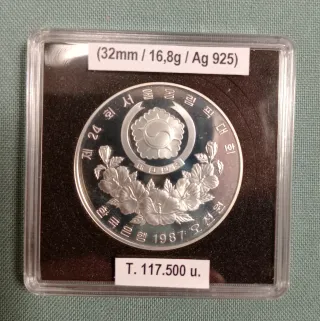 (32mm / 16,8g / Ag 925)
제 24 회 서울올림픽대회
한국은행 1987 오천원
T. 117.500 u.